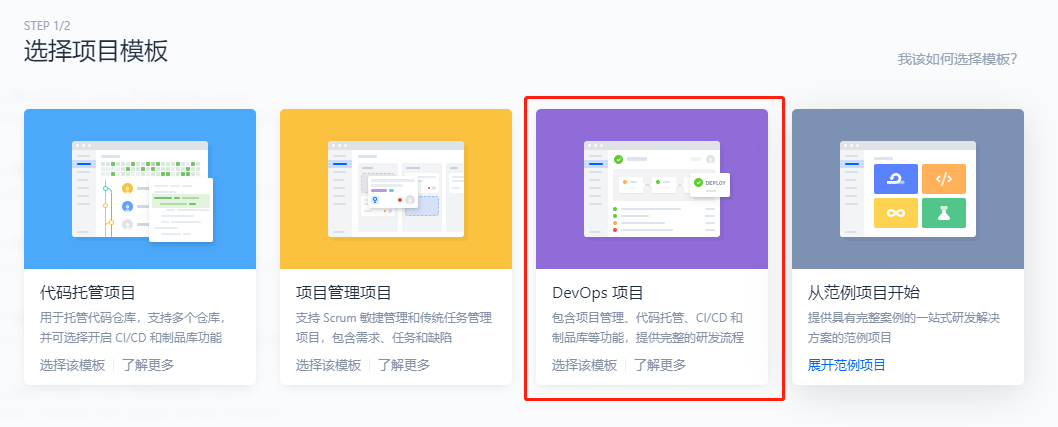 STEP 1/2
选择项目模板
我该如何选择模板?
DEPLOY
代码托管项目
用于托管代码仓库，支持多个仓库，
并可选择开启 CI/CD 和制品库功能
选择该模板 | 了解更多
项目管理项目
支持 Scrum 敏捷管理和传统任务管理
项目，包含需求、任务和缺陷
选择该模板 | 了解更多
DevOps 项目
包含项目管理、代码托管、CI/CD 和
制品库等功能，提供完整的研发流程
选择该模板 | 了解更多
从范例项目开始
提供具有完整案例的一站式研发解决
方案的范例项目
展开范例项目